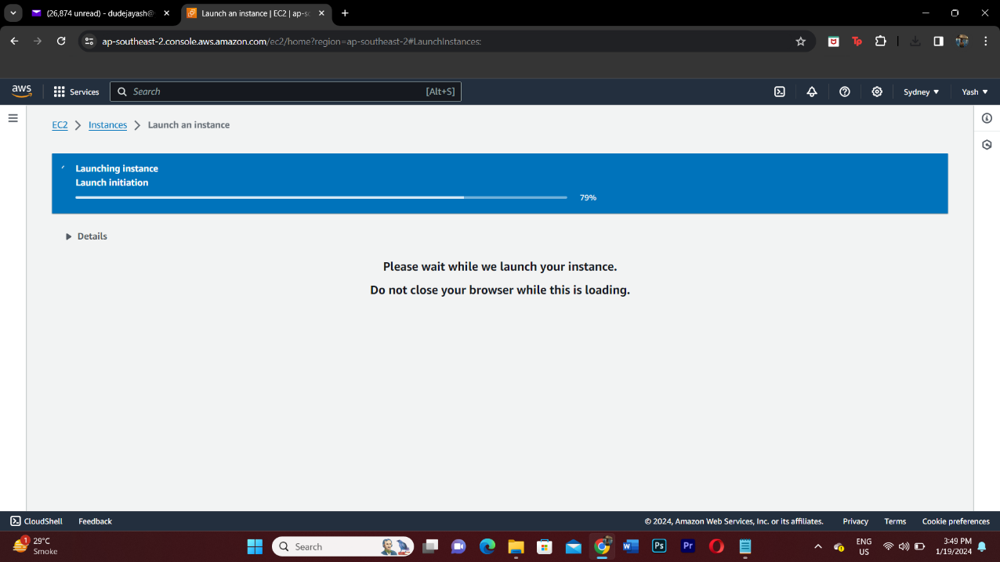 (26,874 unread) - dudejayash@
Launch an instance | EC2 | ap-so
ap-southeast-2.console.aws.amazon.com/ec2/home?region=ap-southeast-2#LaunchInstances:
aws
Services
Search
[Alt+S]
Sydney
Yash
EC2
Instances
Launch an instance
Launching instance
Launch initiation
79%
Details
Please wait while we launch your instance.
Do not close your browser while this is loading.
CloudShell
Feedback
© 2024, Amazon Web Services, Inc. or its affiliates.
Privacy
Terms
Cookie preferences
1
29°C
Smoke
Search
W
Ps
Pr
ENG
US
3:49 PM
1/19/2024